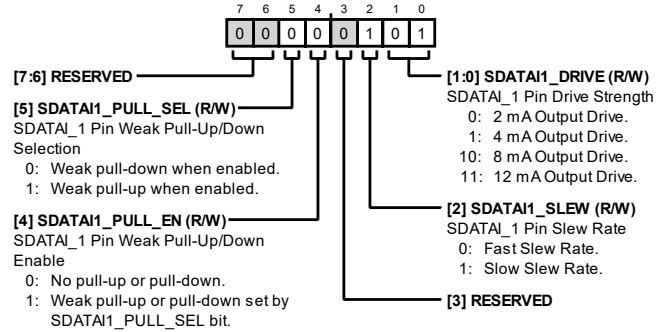 7 6 5 4 3 2 1 0
0 0 0 0 0 1 0 1
[7:6] RESERVED
[5] SDATAI1_PULL_SEL (R/W)
SDATAI_1 Pin Weak Pull-Up/Down
Selection
0: Weak pull-down when enabled.
1: Weak pull-up when enabled.
[4] SDATAI1_PULL_EN (R/W)
SDATAI_1 Pin Weak Pull-Up/Down
Enable
0: No pull-up or pull-down.
1: Weak pull-up or pull-down set by
SDATAI1_PULL_SEL bit.
[1:0] SDATAI1_DRIVE (R/W)
SDATAI_1 Pin Drive Strength
0: 2 mA Output Drive.
1: 4 mA Output Drive.
10: 8 mA Output Drive.
11: 12 mA Output Drive.
[2] SDATAI1_SLEW (R/W)
SDATAI_1 Pin Slew Rate
0: Fast Slew Rate.
1: Slow Slew Rate.
[3] RESERVED